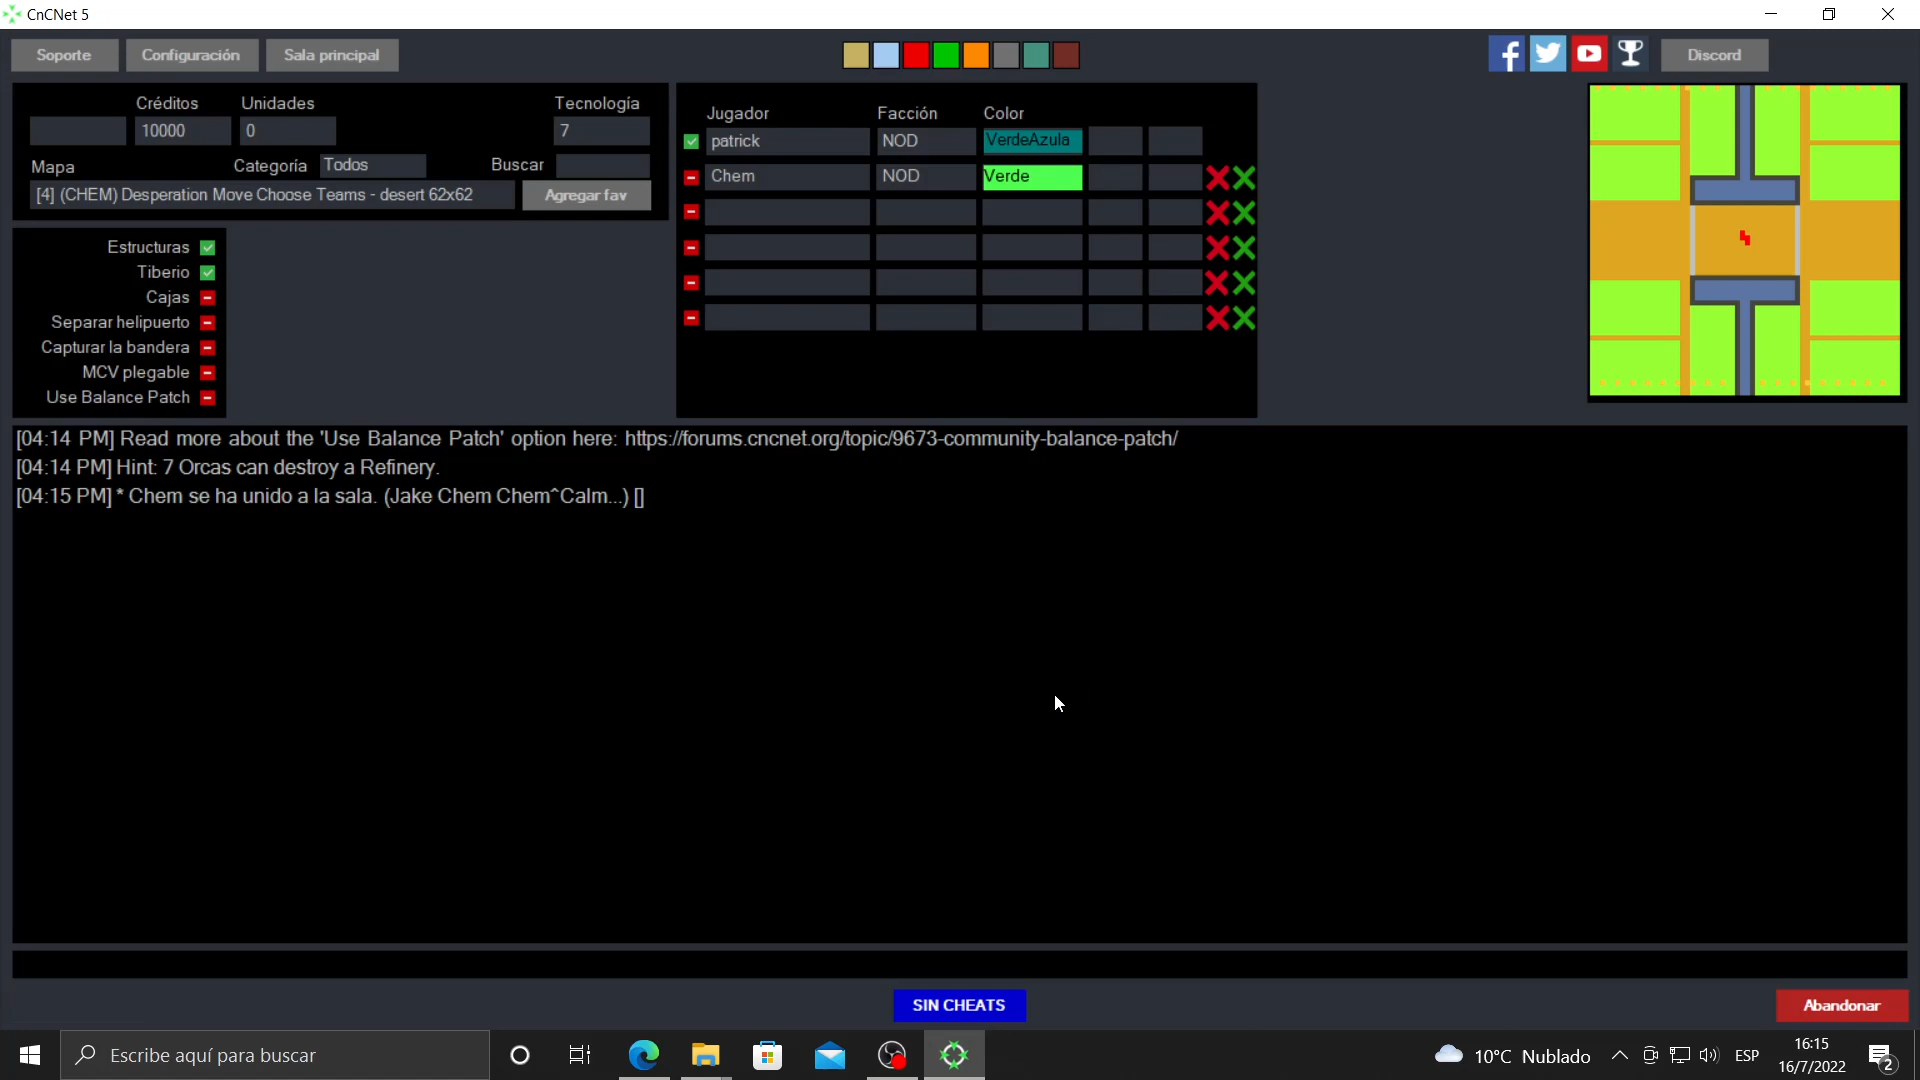 CnCNet 5
Soporte
Configuración
Sala principal
Discord
Créditos
Unidades
Tecnología
10000
0
7
Mapa
Categoría
Todos
Buscar
[4] (CHEM) Desperation Move Choose Teams - desert 62x62
Agregar fav
Jugador
Facción
Color
patrick
NOD
VerdeAzula
Chem
NOD
Verde
Estructuras
Tiberio
Cajas
Separar helipuerto
Capturar la bandera
MCV plegable
Use Balance Patch
[04:14 PM] Read more about the 'Use Balance Patch' option here: https://forums.cncnet.org/topic/9673-community-balance-patch/
[04:14 PM] Hint: 7 Orcas can destroy a Refinery.
[04:15 PM] * Chem se ha unido a la sala. (Jake Chem Chem^Calm...) []
SIN CHEATS
Abandonar
Escribe aquí para buscar
10°C Nublado
ESP
16:15
16/7/2022
2